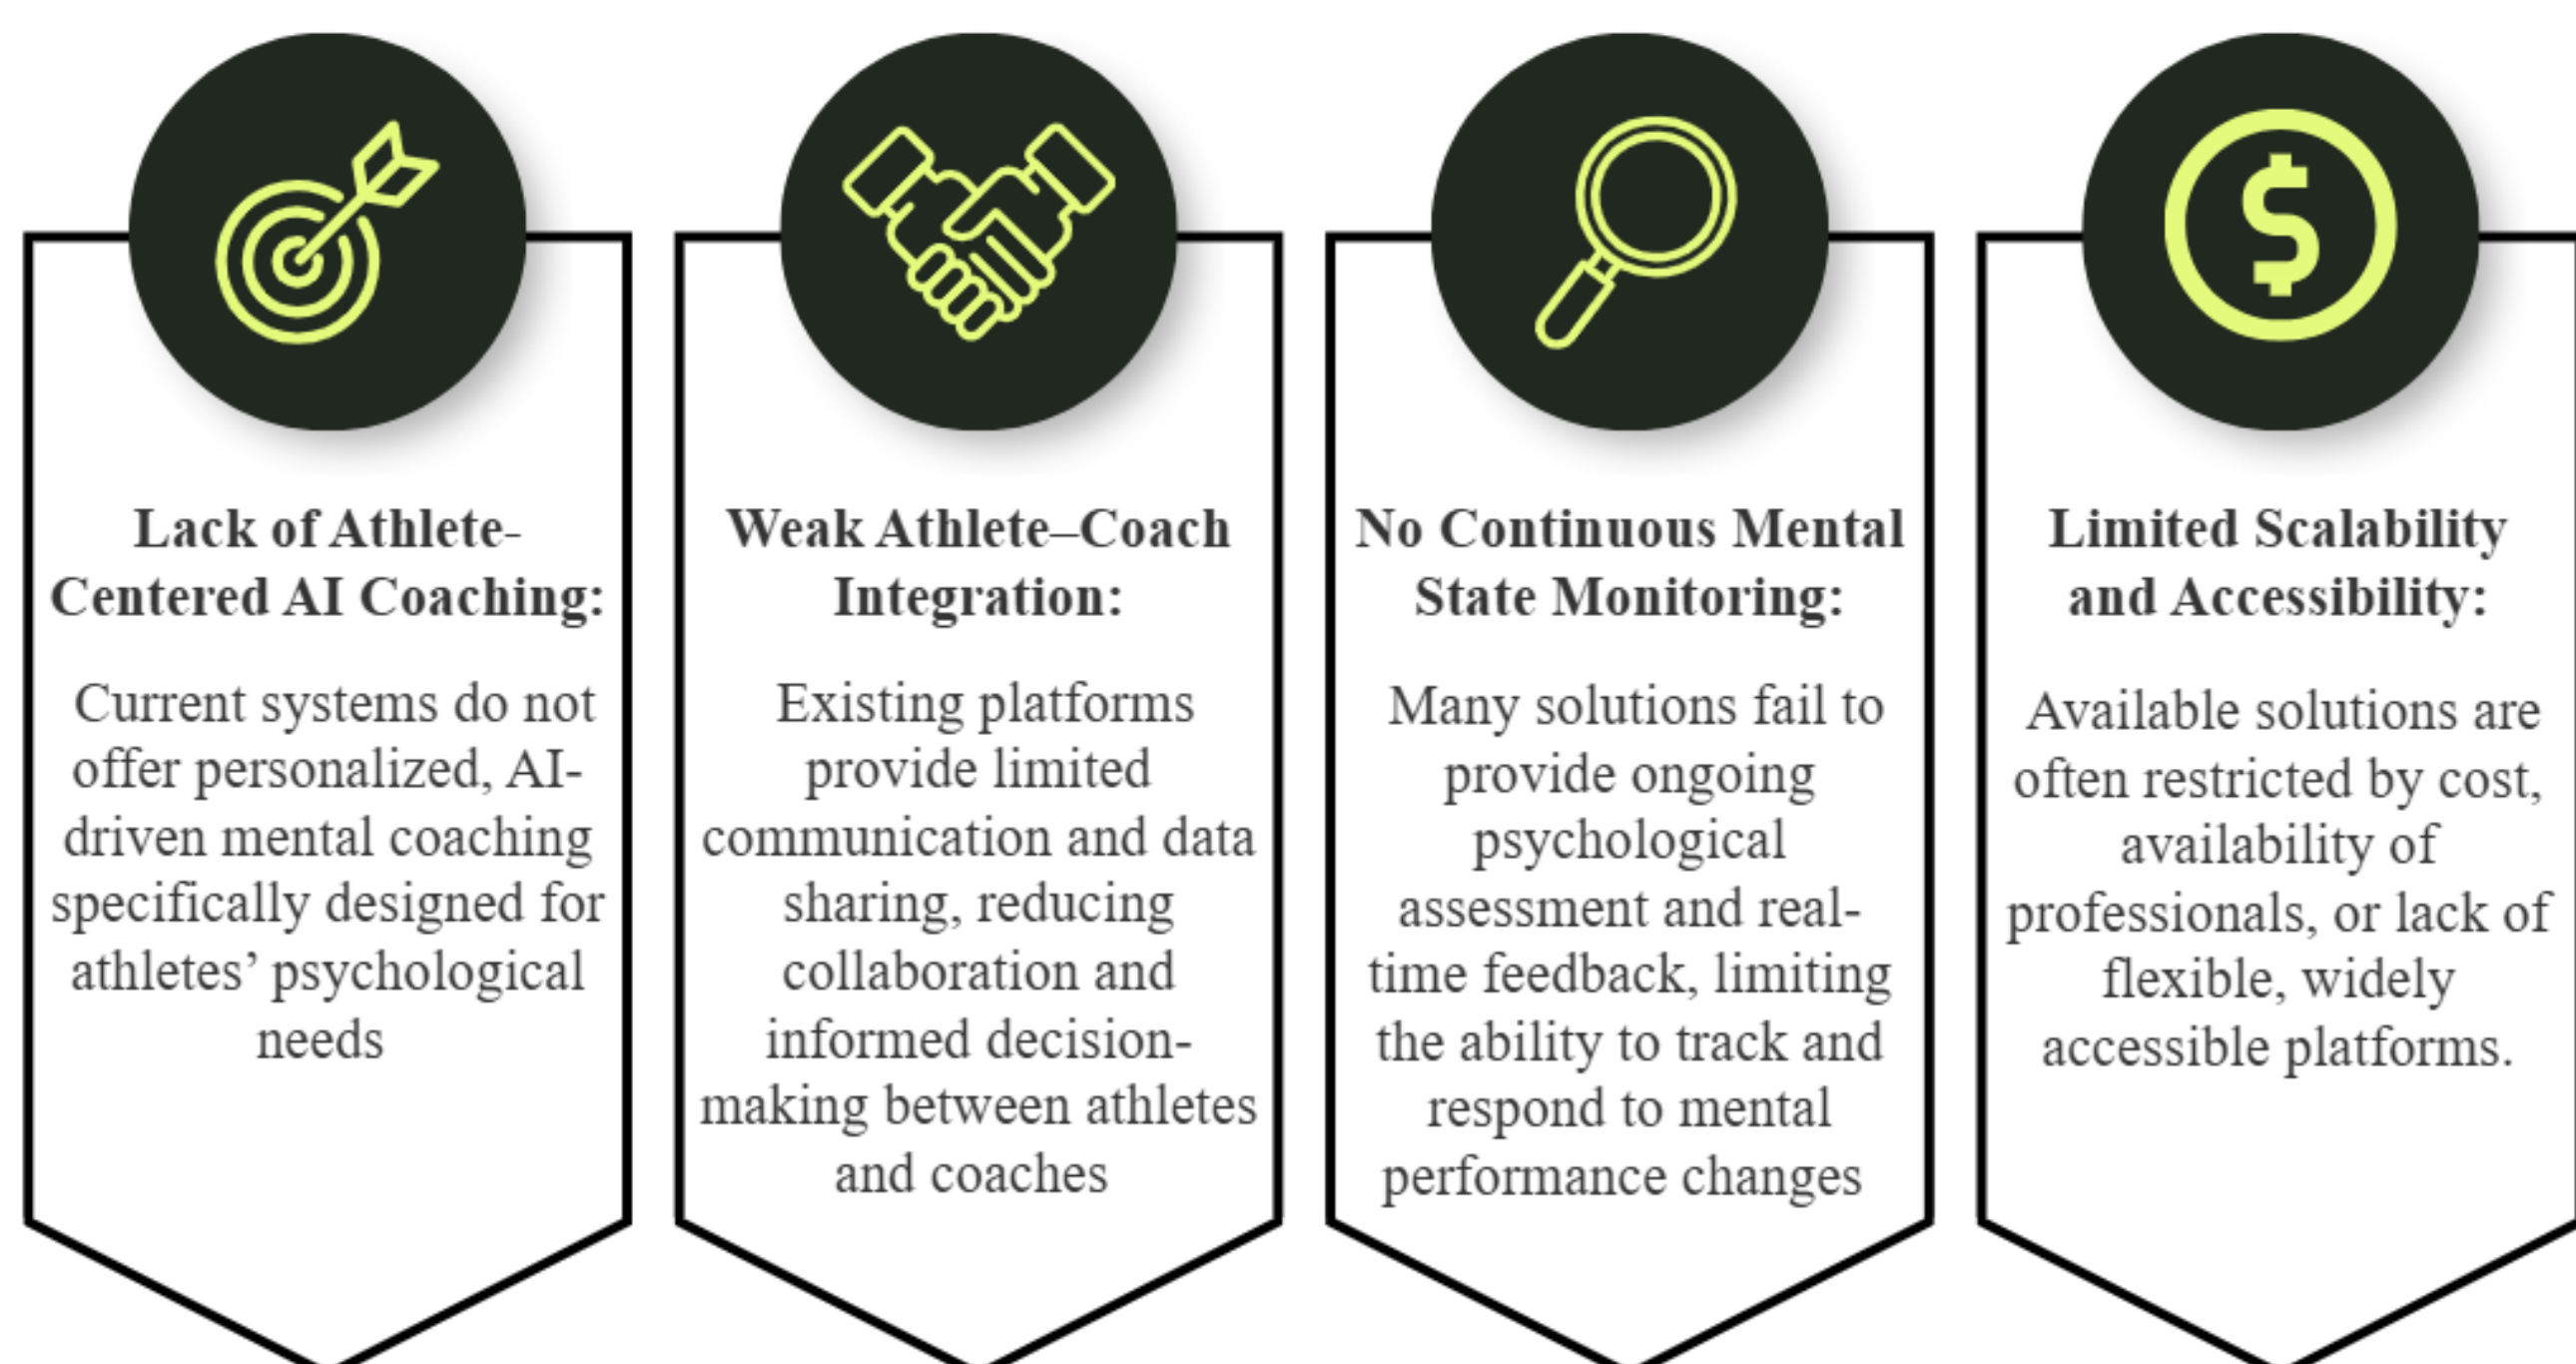 Lack of Athlete-
Centered AI Coaching:
Current systems do not
offer personalized, AI-
driven mental coaching
specifically designed for
athletes’ psychological
needs
Weak Athlete–Coach
Integration:
Existing platforms
provide limited
communication and data
sharing, reducing
collaboration and
informed decision-
making between athletes
and coaches
No Continuous Mental
State Monitoring:
Many solutions fail to
provide ongoing
psychological
assessment and real-
time feedback, limiting
the ability to track and
respond to mental
performance changes
Limited Scalability
and Accessibility:
Available solutions are
often restricted by cost,
availability of
professionals, or lack of
flexible, widely
accessible platforms.